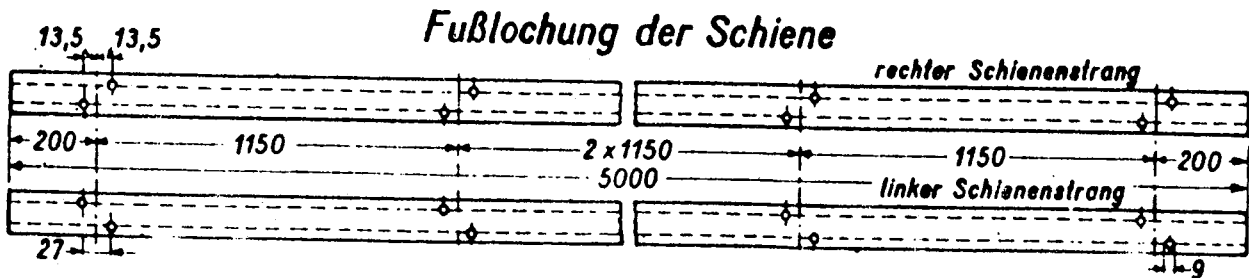 Fußlochung der Schiene
13,5 13,5
rechter Schienenstrang
200 1150 2 x 1150 1150 200
5000
linker Schienenstrang
27
9